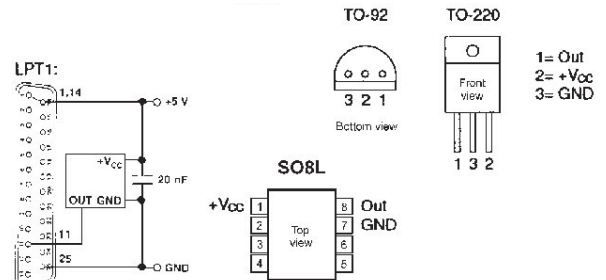 TO-92
TO-220
LPT1:
1,14
+5 V
+Vcc
20 nF
OUT GND
11
25
GND
3 2 1
Bottom view
Front
view
1 3 2
1= Out
2= +Vcc
3= GND
SO8L
+Vcc 1 8 Out
2 7 GND
3 6
4 5
Top
view